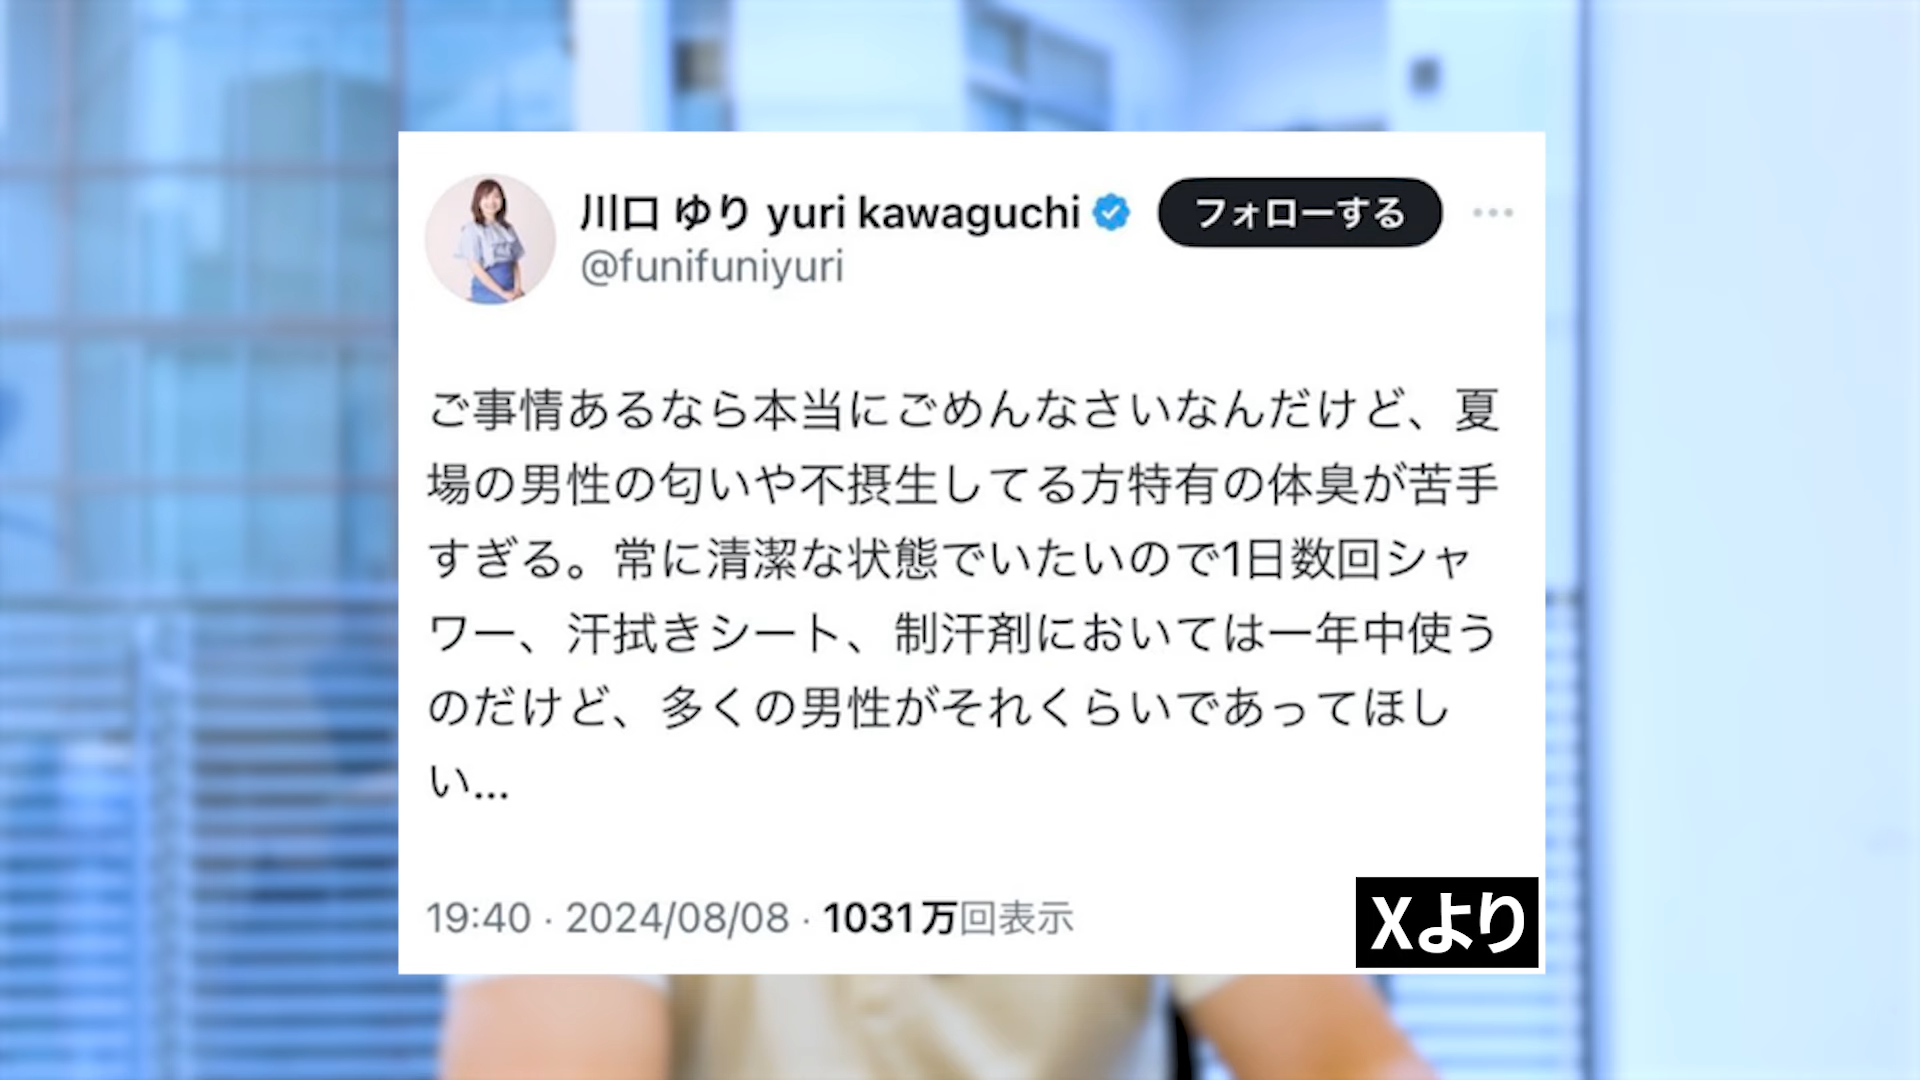 川口 ゆり yuri kawaguchi
フォローする
@funifuniyuri
ご事情あるなら本当にごめんなさいなんだけど、夏
場の男性の匂いや不摂生してる方特有の体臭が苦手
すぎる。常に清潔な状態でいたいので1日数回シャ
ワー、汗拭きシート、制汗剤においては一年中使う
のだけど、多くの男性がそれくらいであってほし
い...
19:40 · 2024/08/08 · 1031万回表示
Xより